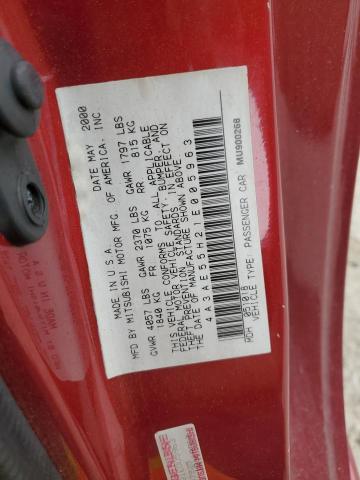 MADE IN U.S.A. DATE MAY 2000
BY MITSUBISHI MOTOR MFG. OF AMERICA, INC
GVWR 4057 LBS GAWR 2370 LBS GAWR 1797 LBS
1840 KG FR 1075 KG RR. 815 KG
THIS VEHICLE CONFORMS TO ALL APPLICABLE
FEDERAL MOTOR VEHICLE SAFETY, BUMPER, AND
THEFT PREVENTION STANDARDS IN EFFECT ON
THE DATE OF MANUFACTURE SHOWN ABOVE.
4A3AE55H21E005963
MDH 051018 MU900268
VEHICLE TYPE: PASSENGER CAR